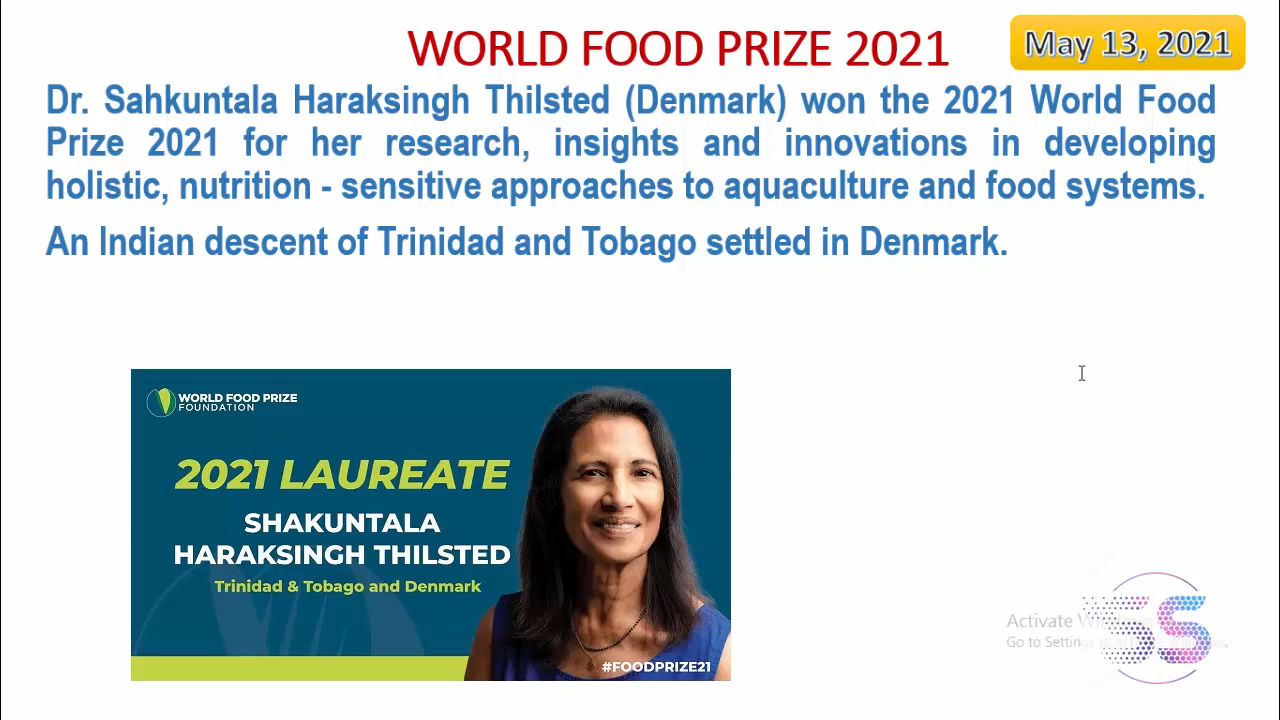 WORLD FOOD PRIZE 2021
May 13, 2021
Dr. Sahkuntala Haraksingh Thilsted (Denmark) won the 2021 World Food
Prize 2021 for her research, insights and innovations in developing
holistic, nutrition - sensitive approaches to aquaculture and food systems.
An Indian descent of Trinidad and Tobago settled in Denmark.
WORLD FOOD PRIZE
FOUNDATION
2021 LAUREATE
SHAKUNTALA
HARAKSINGH THILSTED
Trinidad & Tobago and Denmark
#FOODPRIZE21
Activate
Go to